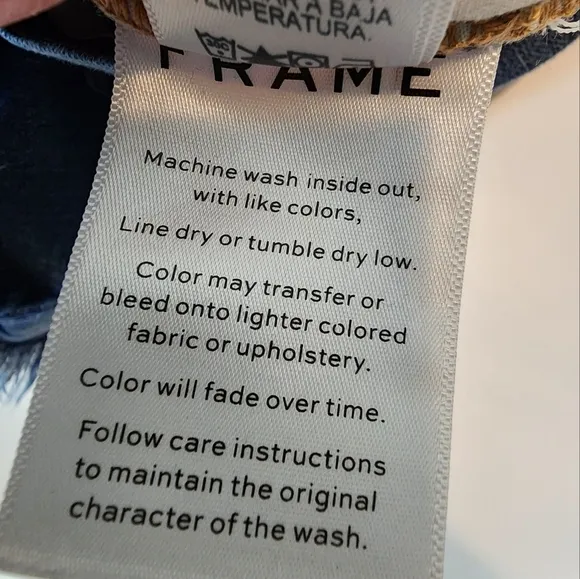 A BAJA
TEMPERATURA.
FRAME
Machine wash inside out,
with like colors,
Line dry or tumble dry low.
Color may transfer or
bleed onto lighter colored
fabric or upholstery.
Color will fade over time.
Follow care instructions
to maintain the original
character of the wash.